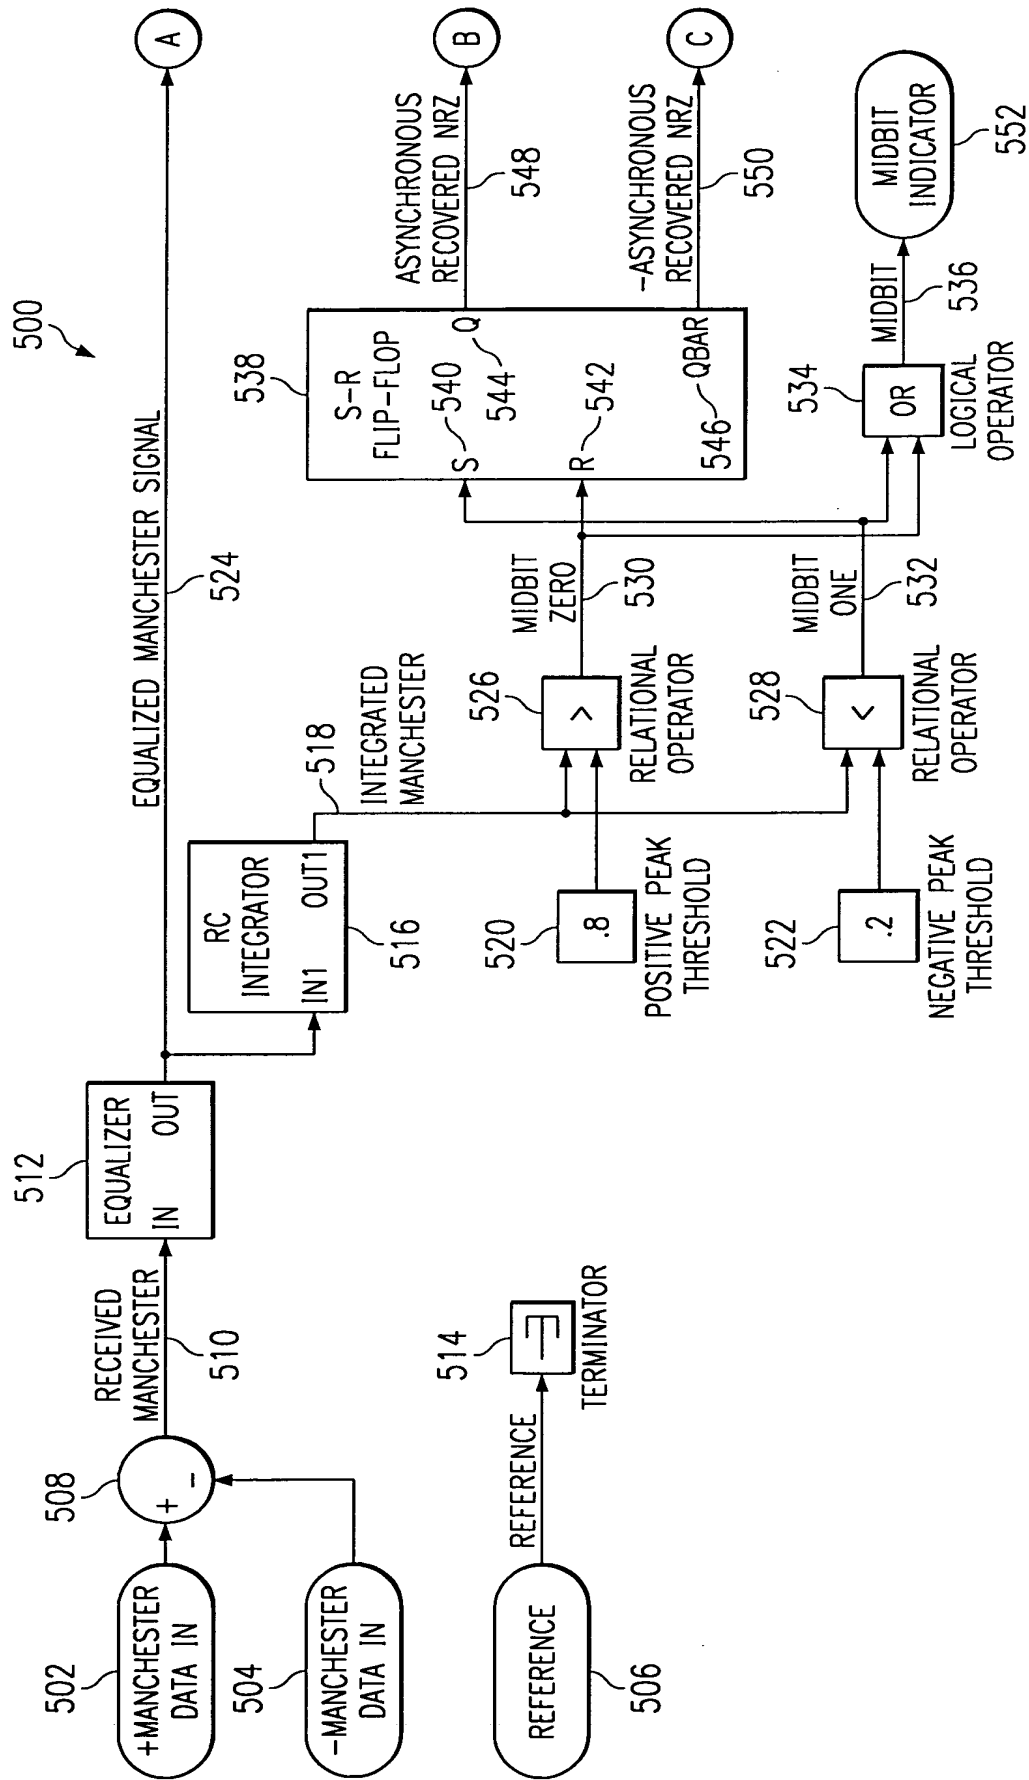 500
502
+MANCHESTER
DATA IN
504
-MANCHESTER
DATA IN
506
REFERENCE
508
+
-
RECEIVED
MANCHESTER
510
REFERENCE
514
TERMINATOR
512
EQUALIZER
IN
OUT
EQUALIZED MANCHESTER SIGNAL
524
A
RC
INTEGRATOR
IN1
OUT1
516
518
INTEGRATED
MANCHESTER
520
.8
POSITIVE PEAK
THRESHOLD
522
.2
NEGATIVE PEAK
THRESHOLD
526
>
RELATIONAL
OPERATOR
528
<
RELATIONAL
OPERATOR
MIDBIT
ZERO
530
MIDBIT
ONE
532
538
S-R
FLIP-FLOP
S
540
Q
544
R
542
QBAR
546
ASYNCHRONOUS
RECOVERED NRZ
548
B
-ASYNCHRONOUS
RECOVERED NRZ
550
C
534
OR
LOGICAL
OPERATOR
MIDBIT
536
MIDBIT
INDICATOR
552